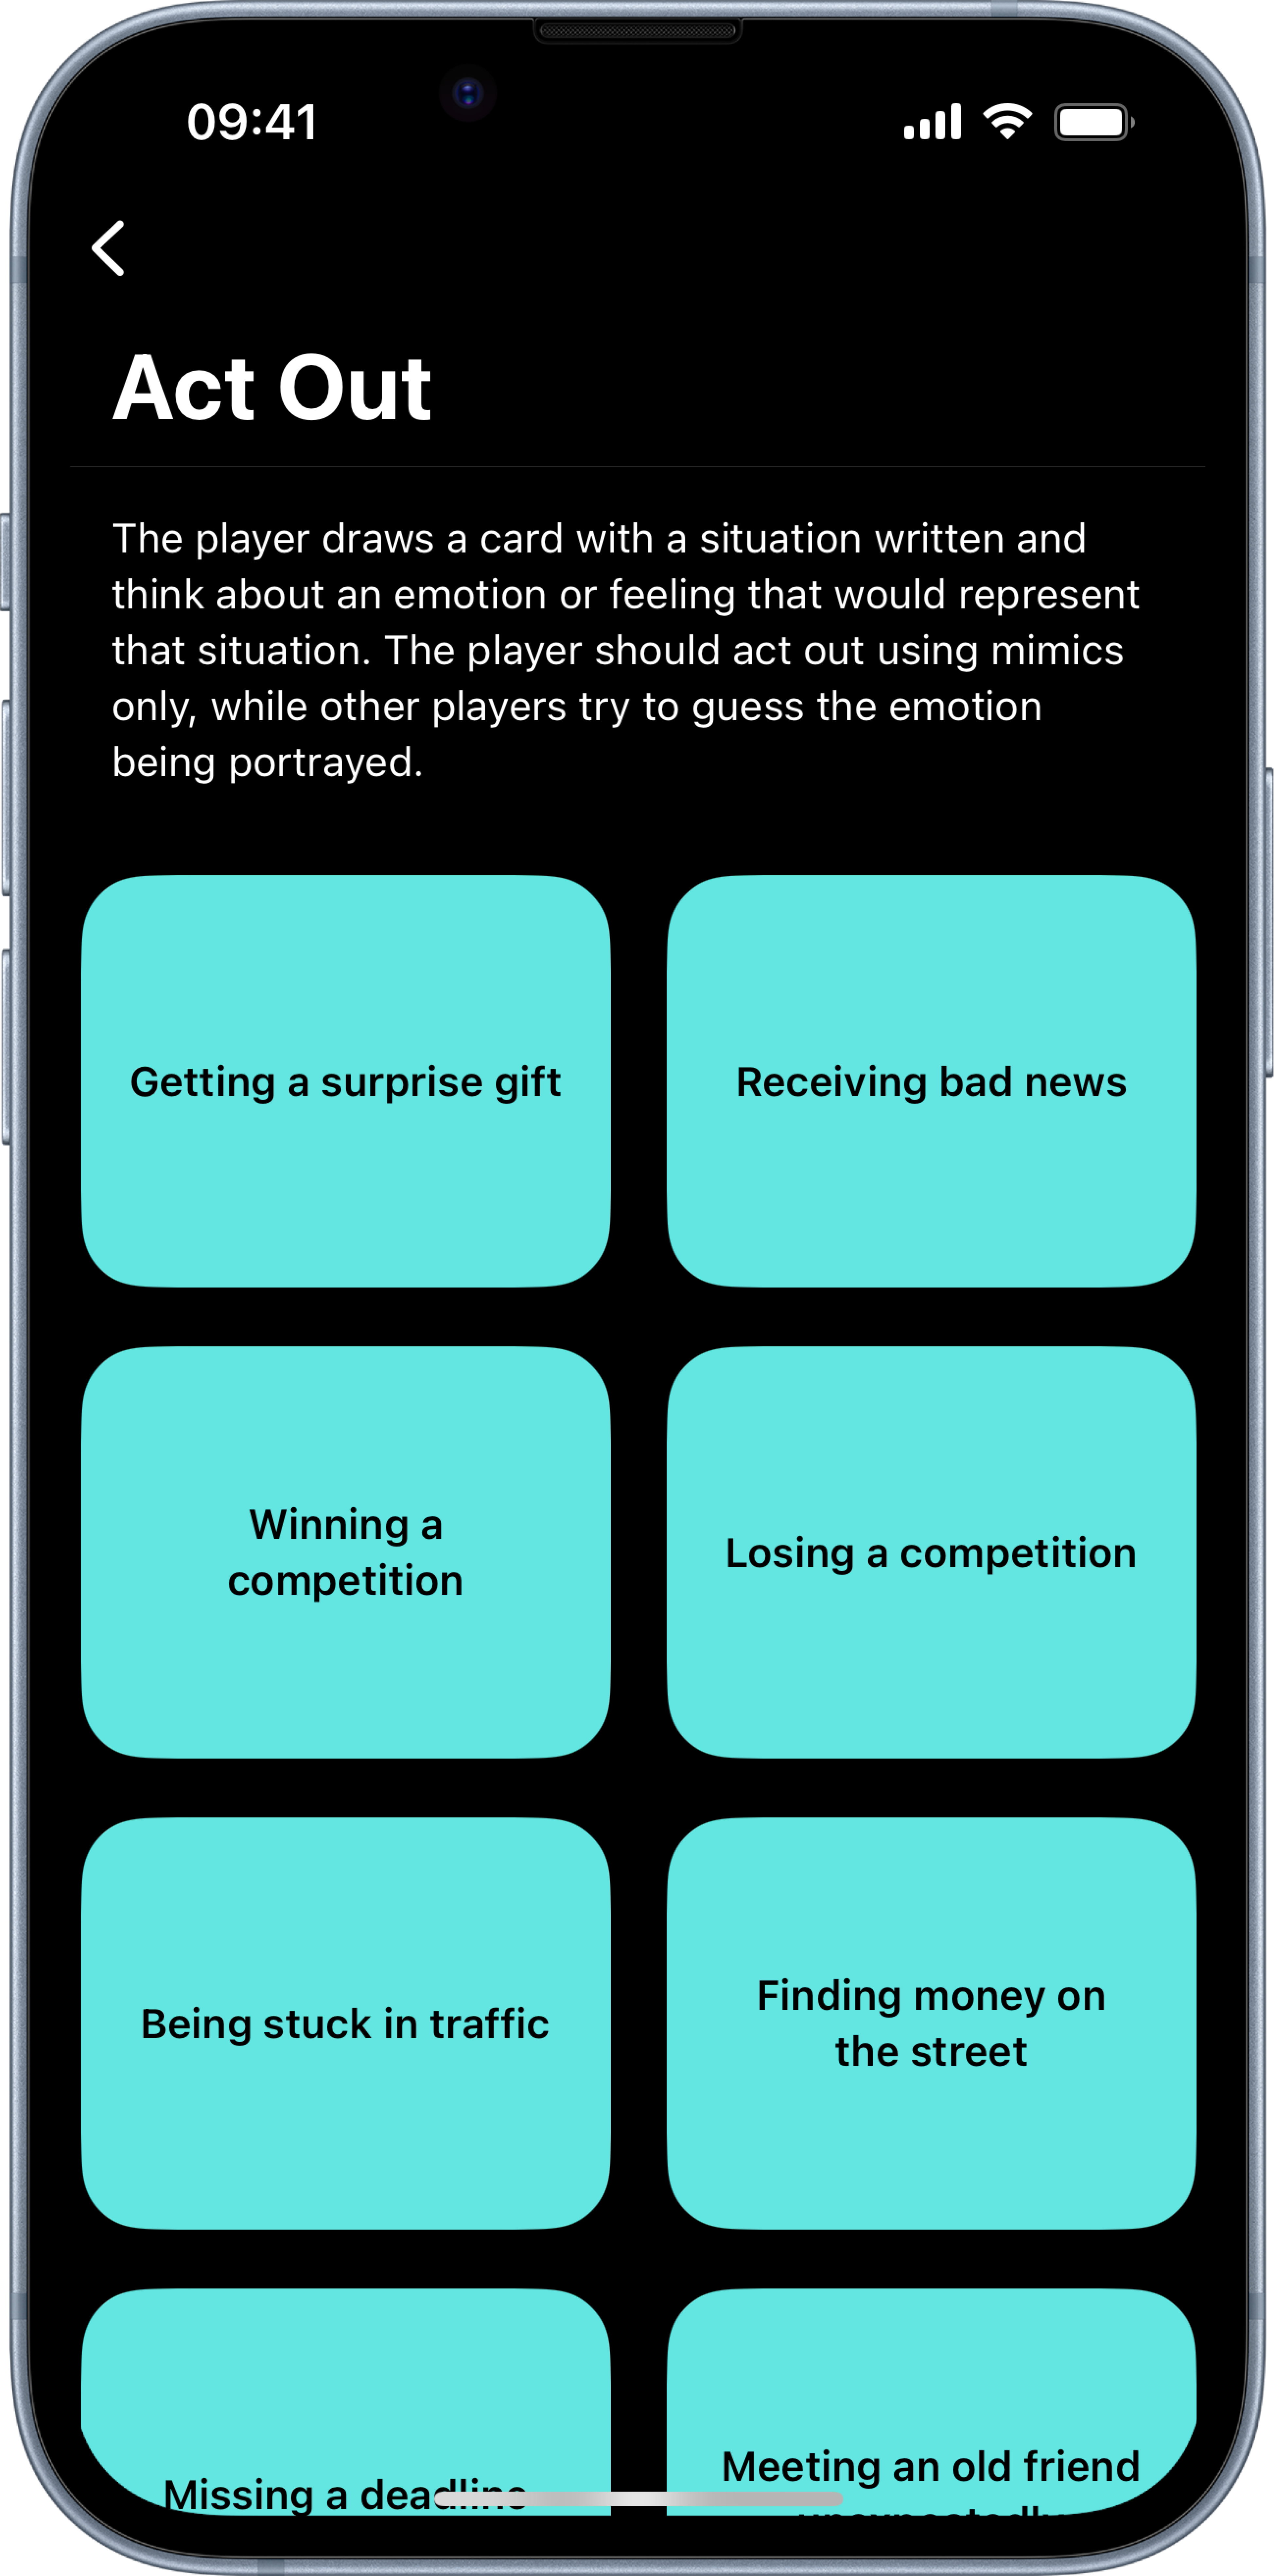 09:41
Act Out
The player draws a card with a situation written and
think about an emotion or feeling that would represent
that situation. The player should act out using mimics
only, while other players try to guess the emotion
being portrayed.
Getting a surprise gift
Receiving bad news
Winning a
competition
Losing a competition
Being stuck in traffic
Finding money on
the street
Missing a deadline
Meeting an old friend
unexpectedly